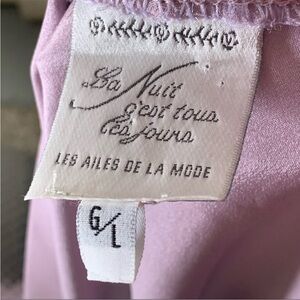 La Nuit
c'est tous
les jours
LES AILES DE LA MODE
G/L